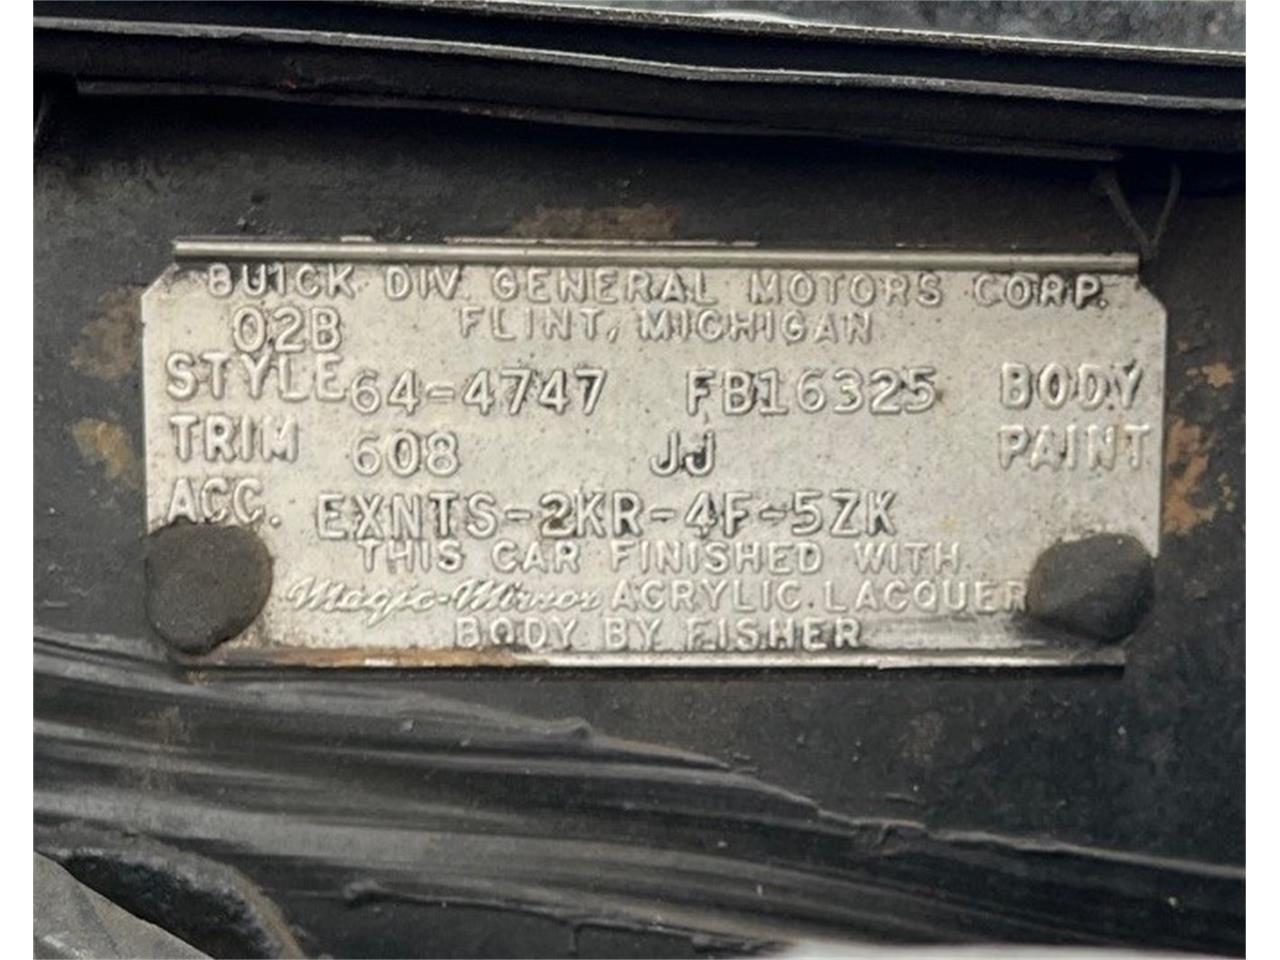 BUICK DIV. GENERAL MOTORS CORP.
02B FLINT, MICHIGAN
STYLE 64-4747 FB16325 BODY
TRIM 608 JJ PAINT
ACC. EXNTS-2KR-4F-5ZK
THIS CAR FINISHED WITH
Magic-Mirror ACRYLIC LACQUER
BODY BY FISHER